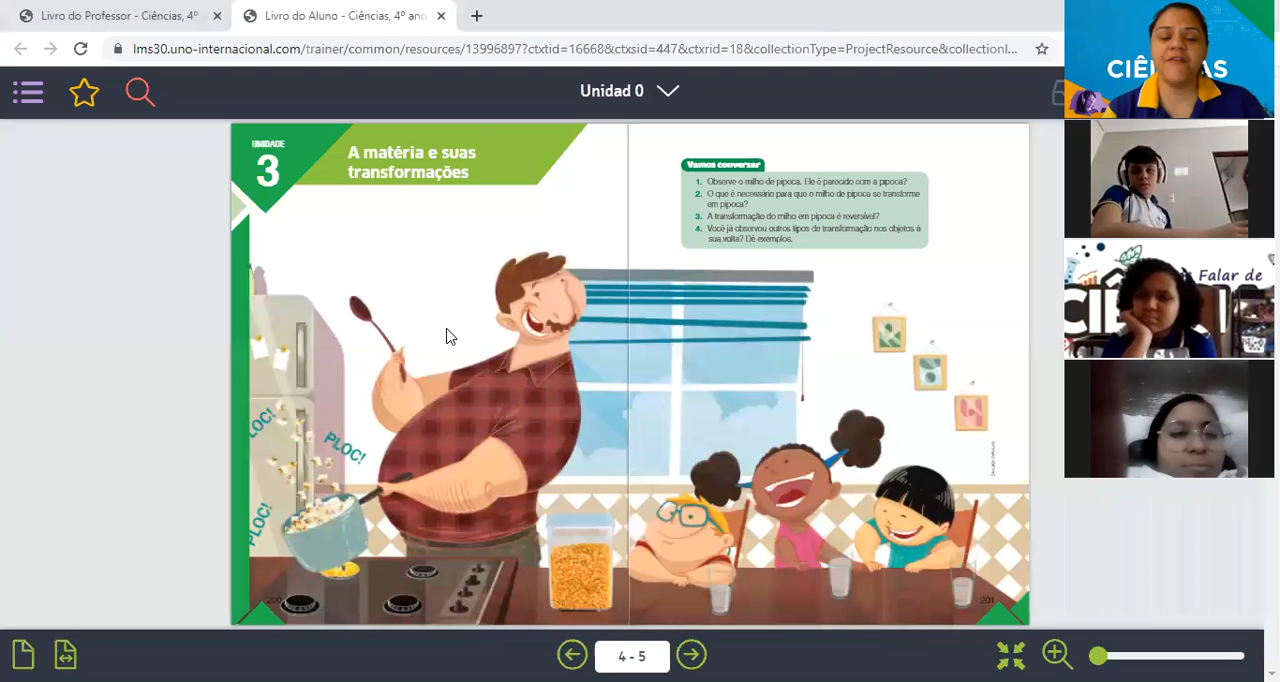 Livro do Professor - Ciências, 4º
Livro do Aluno - Ciências, 4º ano
lms30.uno-internacional.com/trainer/common/resources/13996897?ctxtid=16668&ctxsid=447&ctxrid=18&collectionType=ProjectResource&collectionI...
Unidad 0
CIÊNCIAS
Falar de
UNIDADE
3
A matéria e suas
transformações
Vamos conversar
1. Observe o milho de pipoca. Ele é parecido com a pipoca?
2. O que é necessário para que o milho de pipoca se transforme
em pipoca?
3. A transformação do milho em pipoca é reversível?
4. Você já observou outros tipos de transformação nos objetos à
sua volta? Dê exemplos.
PLOC!
PLOC!
PLOC!
200
201
4 - 5